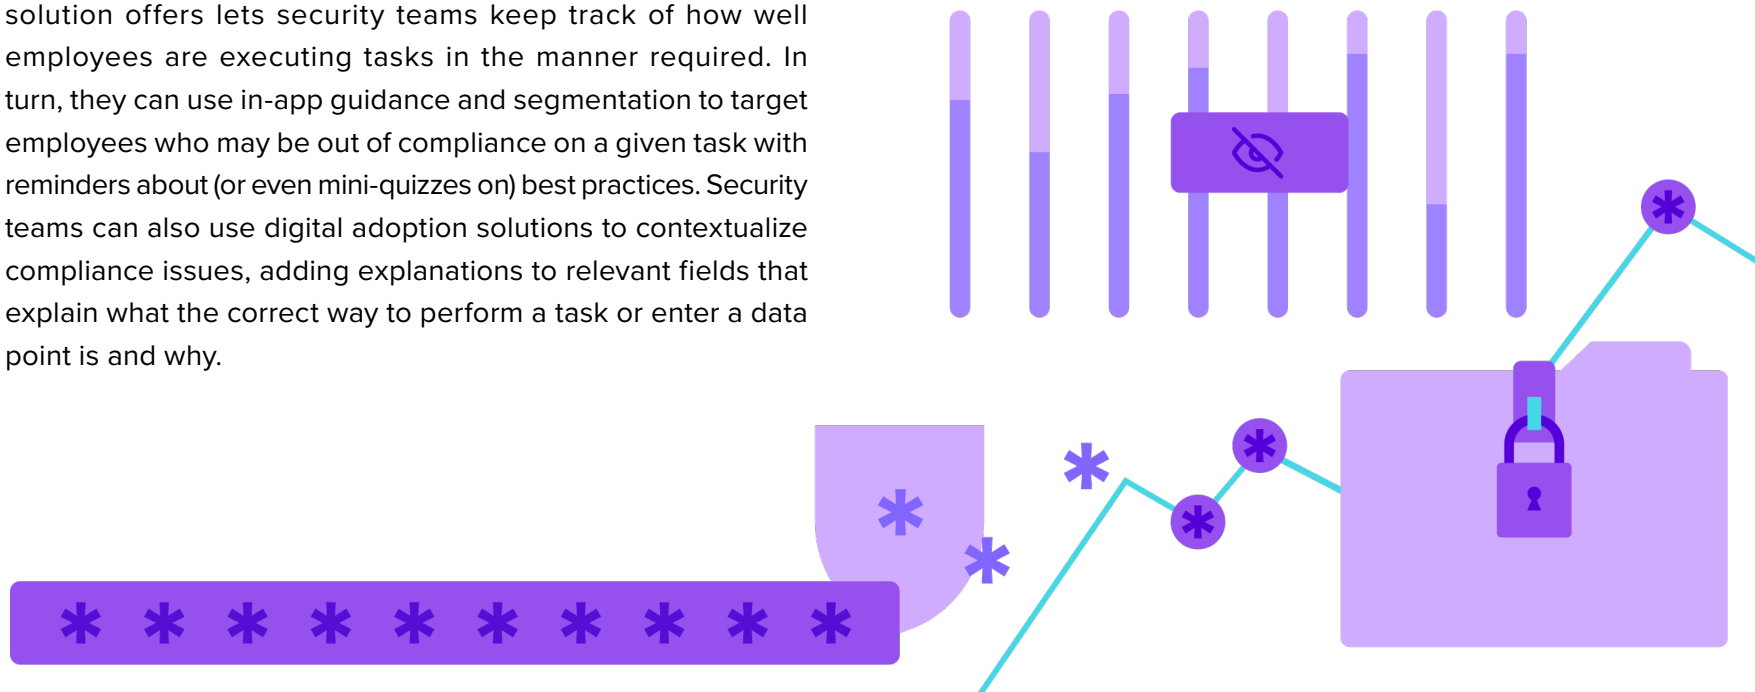 solution offers lets security teams keep track of how well
employees are executing tasks in the manner required. In
turn, they can use in-app guidance and segmentation to target
employees who may be out of compliance on a given task with
reminders about (or even mini-quizzes on) best practices. Security
teams can also use digital adoption solutions to contextualize
compliance issues, adding explanations to relevant fields that
explain what the correct way to perform a task or enter a data
point is and why.